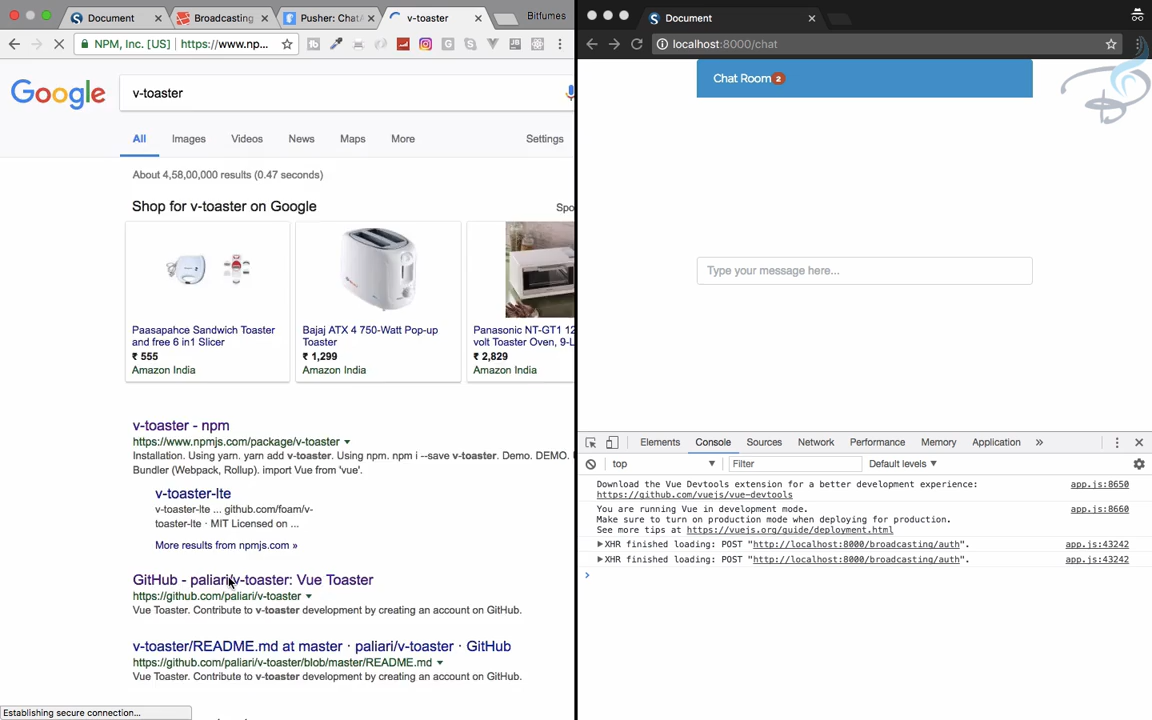 Document
Broadcasting
Pusher: Chat
v-toaster
Bitfumes
NPM, Inc. [US]
https://www.np...
Google
v-toaster
All
Images
Videos
News
Maps
More
Settings
About 4,58,00,000 results (0.47 seconds)
Shop for v-toaster on Google
Spo
Paasapahce Sandwich Toaster
and free 6 in1 Slicer
₹ 555
Amazon India
Bajaj ATX 4 750-Watt Pop-up
Toaster
₹ 1,299
Amazon India
Panasonic NT-GT1 12
volt Toaster Oven, 9-L
₹ 2,829
Amazon India
v-toaster - npm
https://www.npmjs.com/package/v-toaster
Installation. Using yarn. yarn add v-toaster. Using npm. npm i --save v-toaster. Demo. DEMO.
Bundler (Webpack, Rollup). import Vue from 'vue'.
v-toaster-lte
v-toaster-lte ... github.com/foam/v-
toaster-lte · MIT Licensed on ...
More results from npmjs.com »
GitHub - paliari/v-toaster: Vue Toaster
https://github.com/paliari/v-toaster
Vue Toaster. Contribute to v-toaster development by creating an account on GitHub.
v-toaster/README.md at master · paliari/v-toaster · GitHub
https://github.com/paliari/v-toaster/blob/master/README.md
Vue Toaster. Contribute to v-toaster development by creating an account on GitHub.
Establishing secure connection...
Document
localhost:8000/chat
Chat Room 2
Type your message here...
Elements
Console
Sources
Network
Performance
Memory
Application
»
top
Filter
Default levels
Download the Vue Devtools extension for a better development experience:
app.js:8650
https://github.com/vuejs/vue-devtools
You are running Vue in development mode.
app.js:8660
Make sure to turn on production mode when deploying for production.
See more tips at https://vuejs.org/guide/deployment.html
XHR finished loading: POST "http://localhost:8000/broadcasting/auth".
app.js:43242
XHR finished loading: POST "http://localhost:8000/broadcasting/auth".
app.js:43242